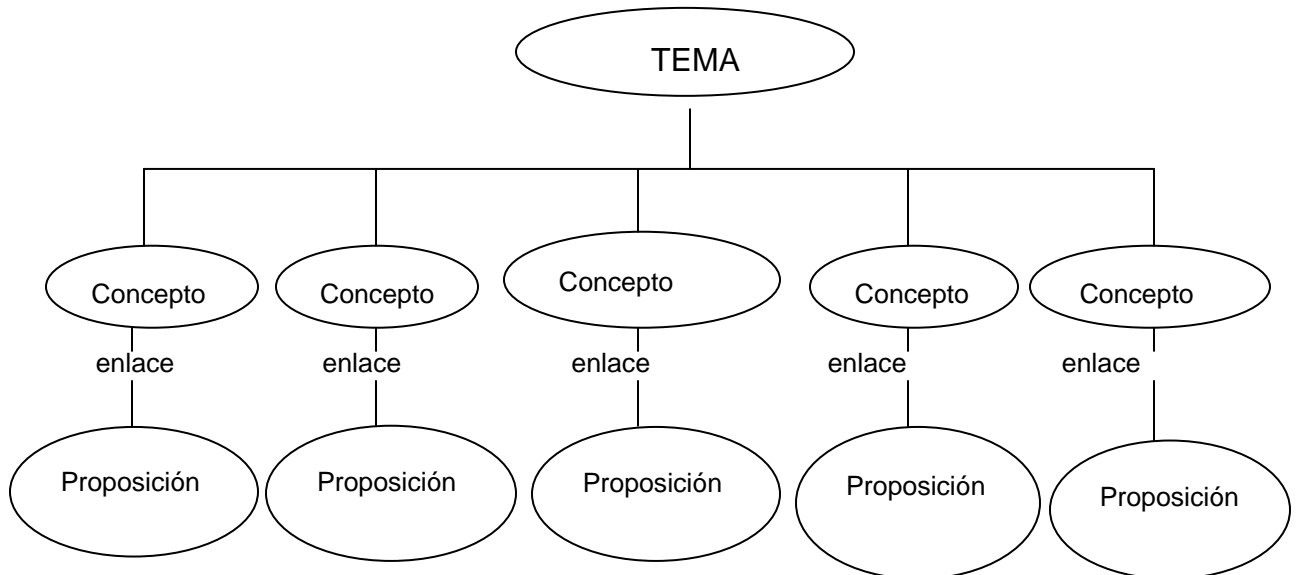 TEMA
Concepto Concepto Concepto Concepto Concepto
enlace enlace enlace enlace enlace
Proposición Proposición Proposición Proposición Proposición